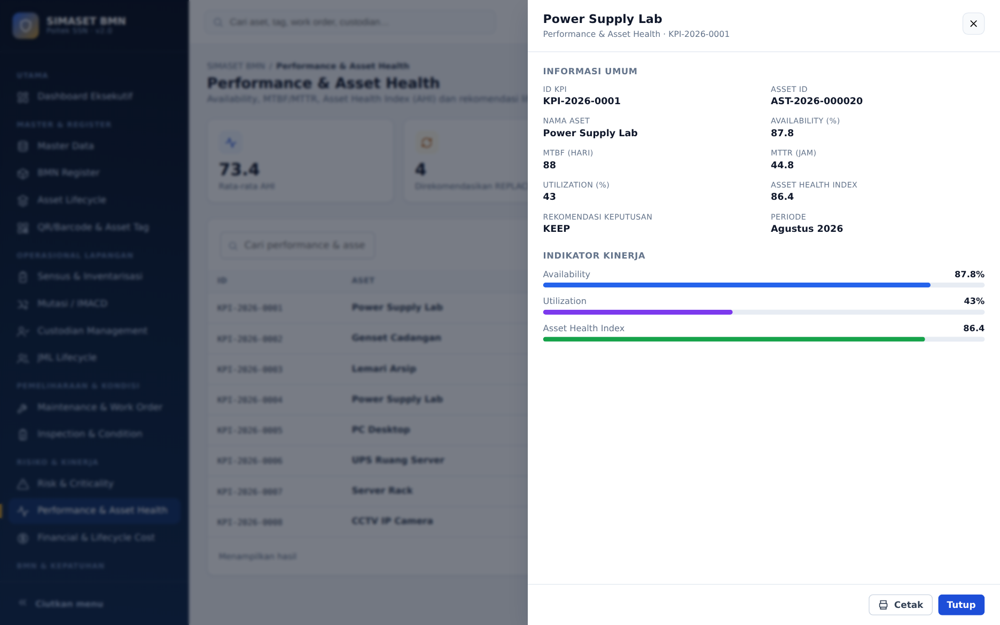 SIMASET BMN
Poltek SSN · v2.0
UTAMA
Dashboard Eksekutif
MASTER & REGISTER
Master Data
BMN Register
Asset Lifecycle
QR/Barcode & Asset Tag
OPERASIONAL LAPANGAN
Sensus & Inventarisasi
Mutasi / IMACD
Custodian Management
JML Lifecycle
PEMELIHARAAN & KONDISI
Maintenance & Work Order
Inspection & Condition
RISIKO & KINERJA
Risk & Criticality
Performance & Asset Health
Financial & Lifecycle Cost
BMN & KEPATUHAN
Ciutkan menu
Cari aset, tag, work order, custodian...
SIMASET BMN / Performance & Asset Health
Performance & Asset Health
Availability, MTBF/MTTR, Asset Health Index (AHI) dan rekomendasi
73.4
Rata-rata AHI
4
Direkomendasikan REPLAC
Cari performance & asse
ID ASET
KPI-2026-0001 Power Supply Lab
KPI-2026-0002 Genset Cadangan
KPI-2026-0003 Lemari Arsip
KPI-2026-0004 Power Supply Lab
KPI-2026-0005 PC Desktop
KPI-2026-0006 UPS Ruang Server
KPI-2026-0007 Server Rack
KPI-2026-0008 CCTV IP Camera
Menampilkan hasil
Power Supply Lab
Performance & Asset Health · KPI-2026-0001
INFORMASI UMUM
ID KPI
KPI-2026-0001
ASSET ID
AST-2026-000020
NAMA ASET
Power Supply Lab
AVAILABILITY (%)
87.8
MTBF (HARI)
88
MTTR (JAM)
44.8
UTILIZATION (%)
43
ASSET HEALTH INDEX
86.4
REKOMENDASI KEPUTUSAN
KEEP
PERIODE
Agustus 2026
INDIKATOR KINERJA
Availability 87.8%
Utilization 43%
Asset Health Index 86.4
Cetak
Tutup